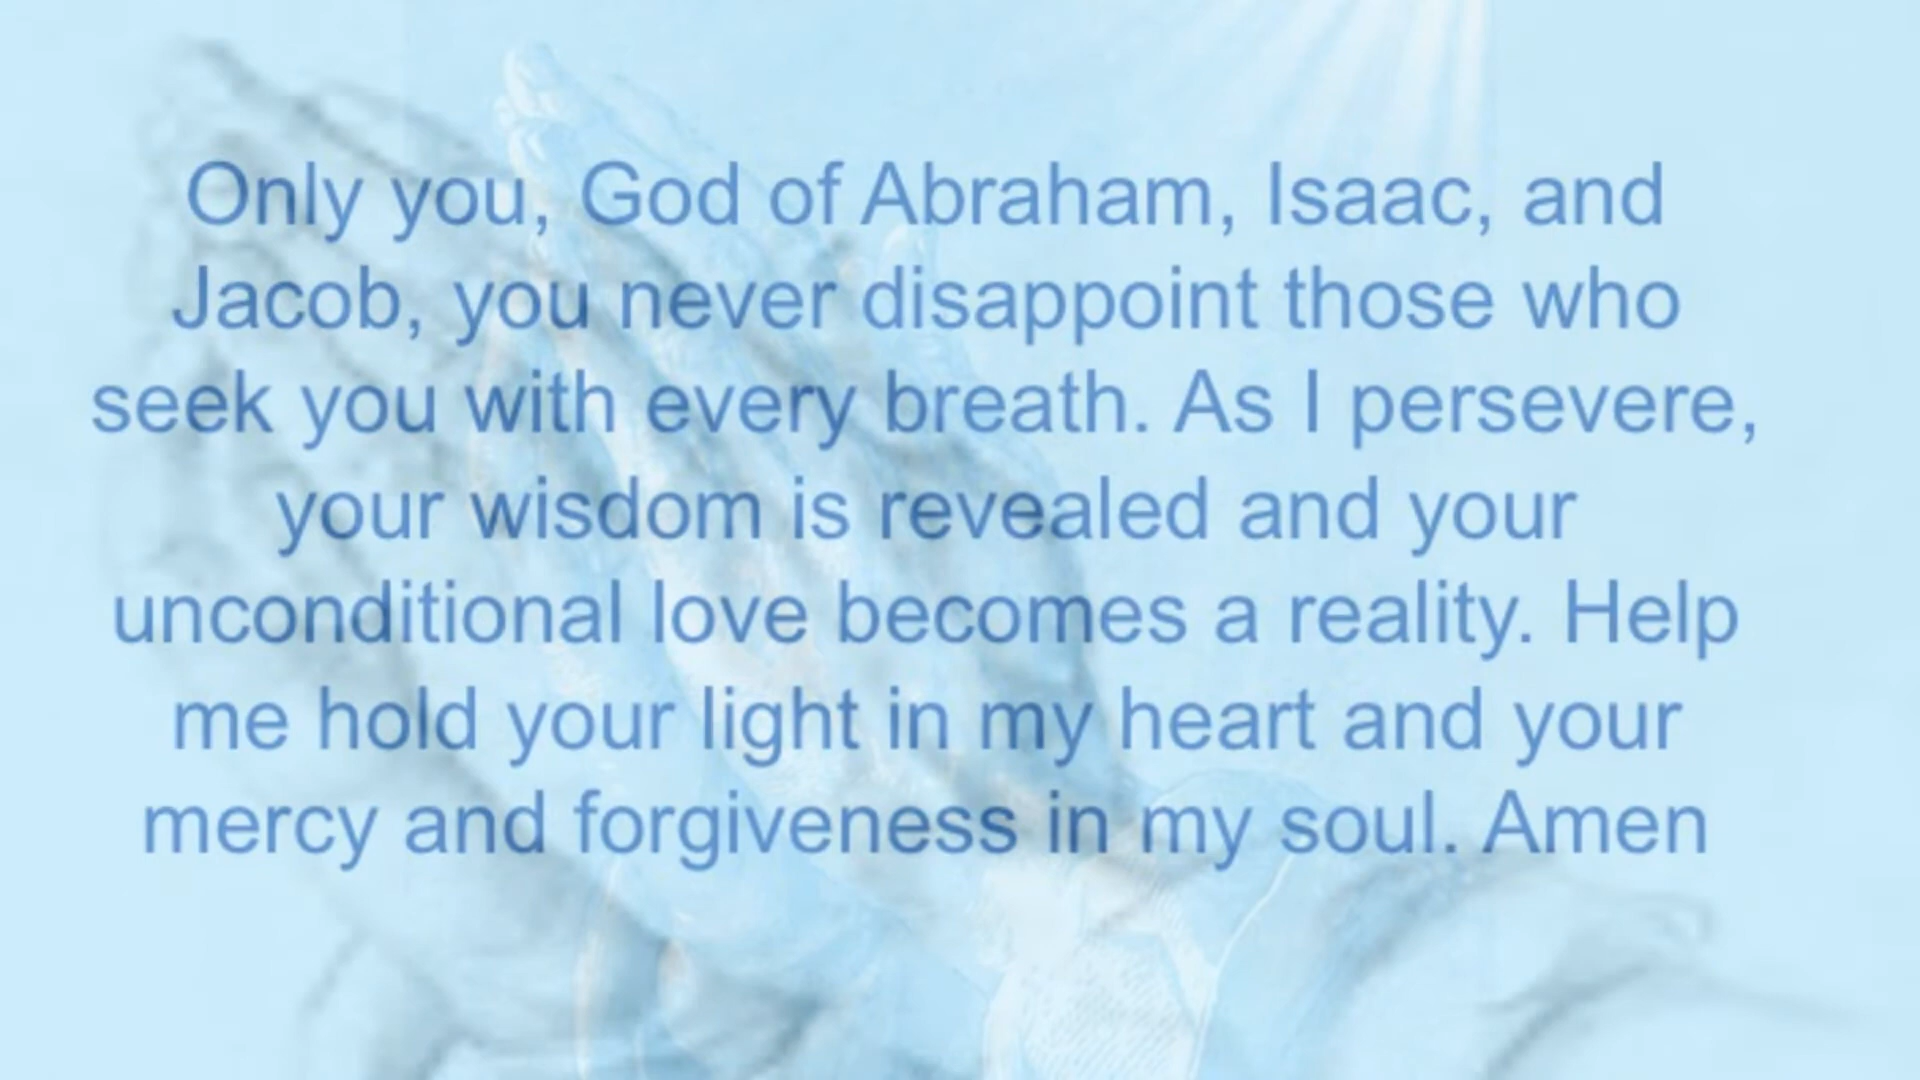 Only you, God of Abraham, Isaac, and
Jacob, you never disappoint those who
seek you with every breath. As I persevere,
your wisdom is revealed and your
unconditional love becomes a reality. Help
me hold your light in my heart and your
mercy and forgiveness in my soul. Amen